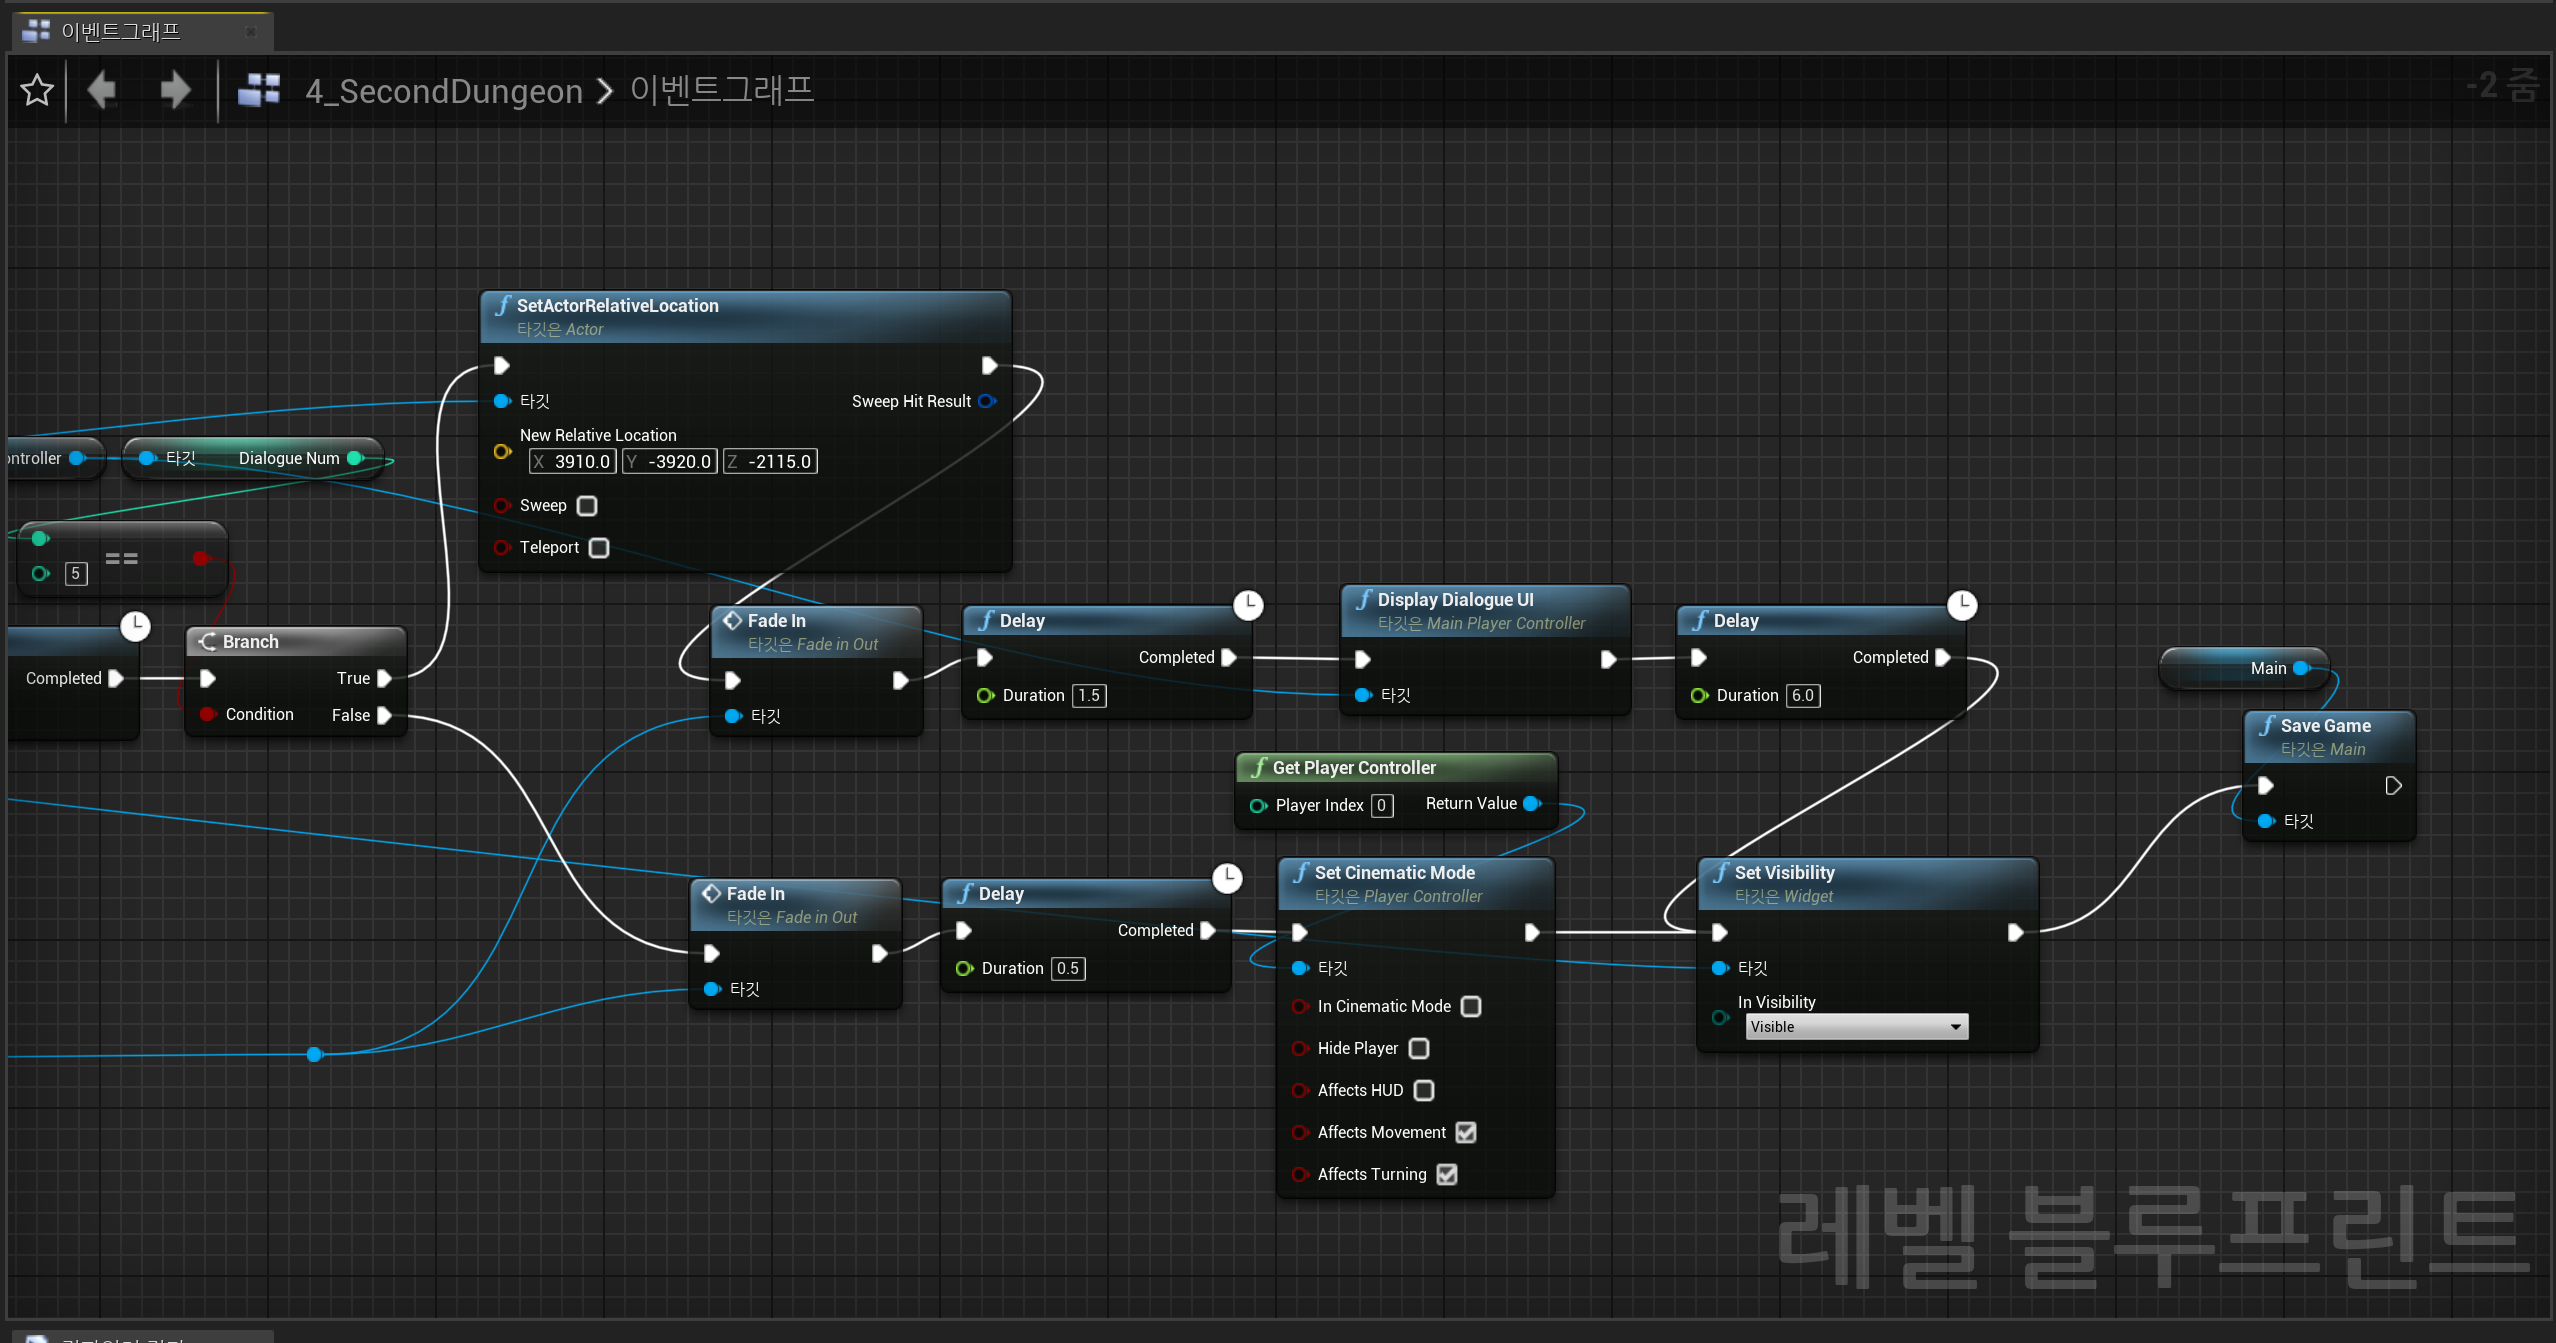 이벤트그래프
4_SecondDungeon > 이벤트그래프
-2 줌
SetActorRelativeLocation
타깃은 Actor
타깃
Sweep Hit Result
New Relative Location
X 3910.0 Y -3920.0 Z -2115.0
Sweep
Teleport
ontroller
타깃 Dialogue Num
==
5
Completed
Branch
True
Condition False
Fade In
타깃은 Fade in Out
타깃
Delay
Completed
Duration 1.5
Display Dialogue UI
타깃은 Main Player Controller
타깃
Delay
Completed
Duration 6.0
Main
Save Game
타깃은 Main
타깃
Get Player Controller
Player Index 0 Return Value
Fade In
타깃은 Fade in Out
타깃
Delay
Completed
Duration 0.5
Set Cinematic Mode
타깃은 Player Controller
타깃
In Cinematic Mode
Hide Player
Affects HUD
Affects Movement
Affects Turning
Set Visibility
타깃은 Widget
타깃
In Visibility
Visible
레벨 블루프린트